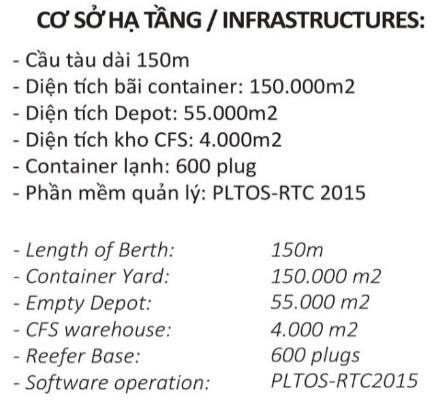 CƠ SỞ HẠ TẦNG / INFRASTRUCTURES:
- Cầu tàu dài 150m
- Diện tích bãi container: 150.000m2
- Diện tích Depot: 55.000m2
- Diện tích kho CFS: 4.000m2
- Container lạnh: 600 plug
- Phần mềm quản lý: PLTOS-RTC 2015
- Length of Berth: 150m
- Container Yard: 150.000 m2
- Empty Depot: 55.000 m2
- CFS warehouse: 4.000 m2
- Reefer Base: 600 plugs
- Software operation: PLTOS-RTC2015